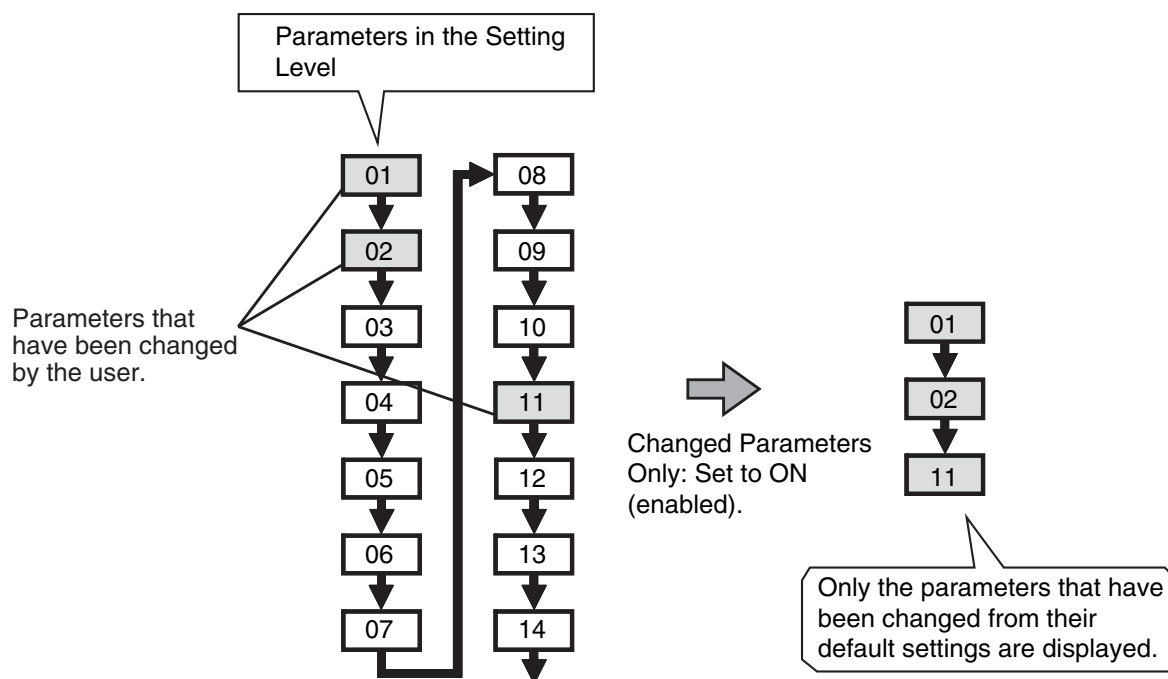 Parameters in the Setting
Level
01
02
03
04
05
06
07
08
09
10
11
12
13
14
Parameters that
have been changed
by the user.
Changed Parameters
Only: Set to ON
(enabled).
01
02
11
Only the parameters that have
been changed from their
default settings are displayed.